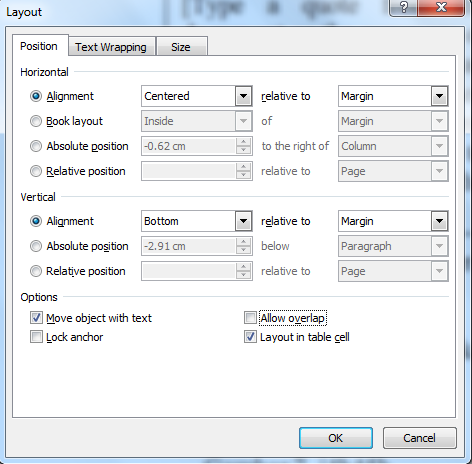 [Type a quote
Layout
?
Position Text Wrapping Size
Horizontal
Alignment Centered relative to Margin
Book layout Inside of Margin
Absolute position -0.62 cm to the right of Column
Relative position relative to Page
Vertical
Alignment Bottom relative to Margin
Absolute position -2.91 cm below Paragraph
Relative position relative to Page
Options
Move object with text Allow overlap
Lock anchor Layout in table cell
OK Cancel